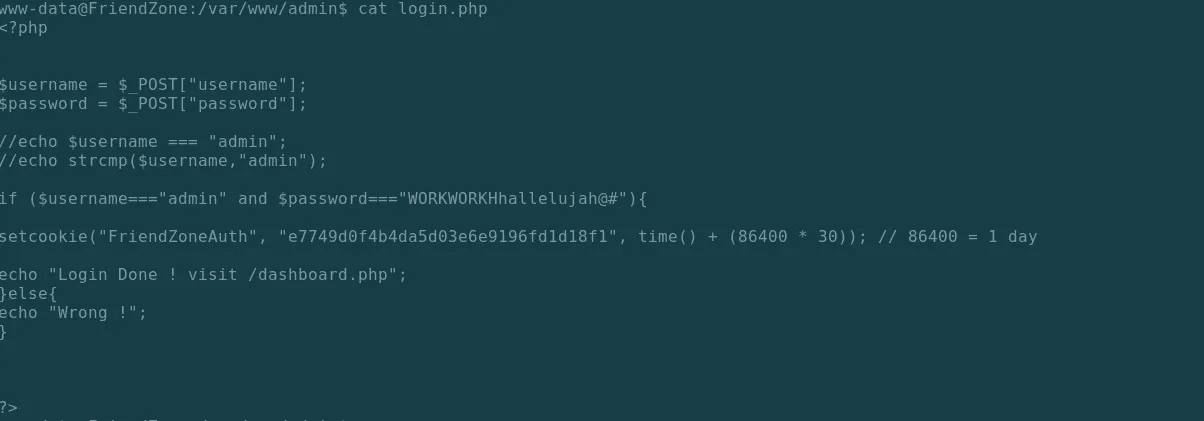 www-data@FriendZone:/var/www/admin$ cat login.php
<?php
$username = $_POST["username"];
$password = $_POST["password"];
//echo $username === "admin";
//echo strcmp($username,"admin");
if ($username==="admin" and $password==="WORKWORKHhallelujah@#"){
setcookie("FriendZoneAuth", "e7749d0f4b4da5d03e6e9196fd1d18f1", time() + (86400 * 30)); // 86400 = 1 day
echo "Login Done ! visit /dashboard.php";
}else{
echo "Wrong !";
}
?>